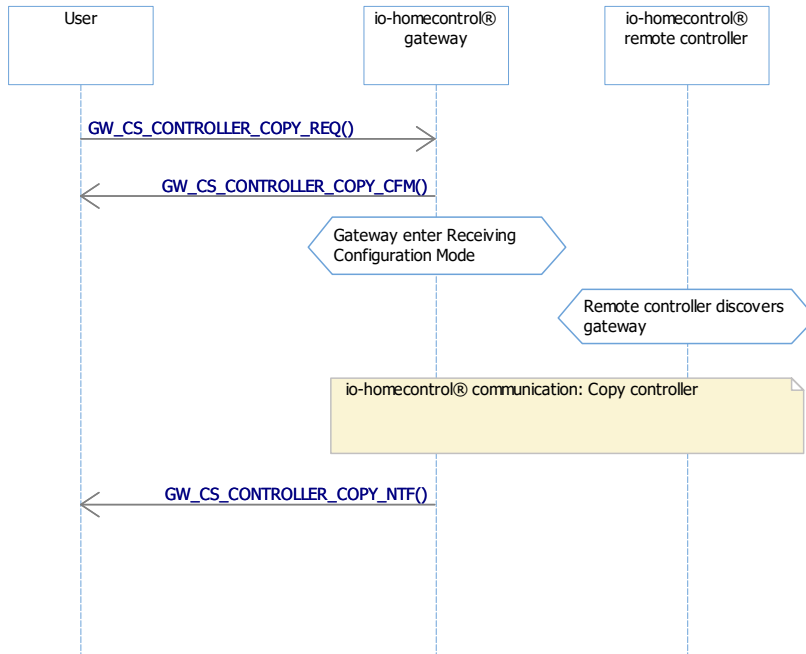 User
io-homecontrol®
gateway
io-homecontrol®
remote controller
GW_CS_CONTROLLER_COPY_REQ()
GW_CS_CONTROLLER_COPY_CFM()
Gateway enter Receiving
Configuration Mode
Remote controller discovers
gateway
io-homecontrol® communication: Copy controller
GW_CS_CONTROLLER_COPY_NTF()